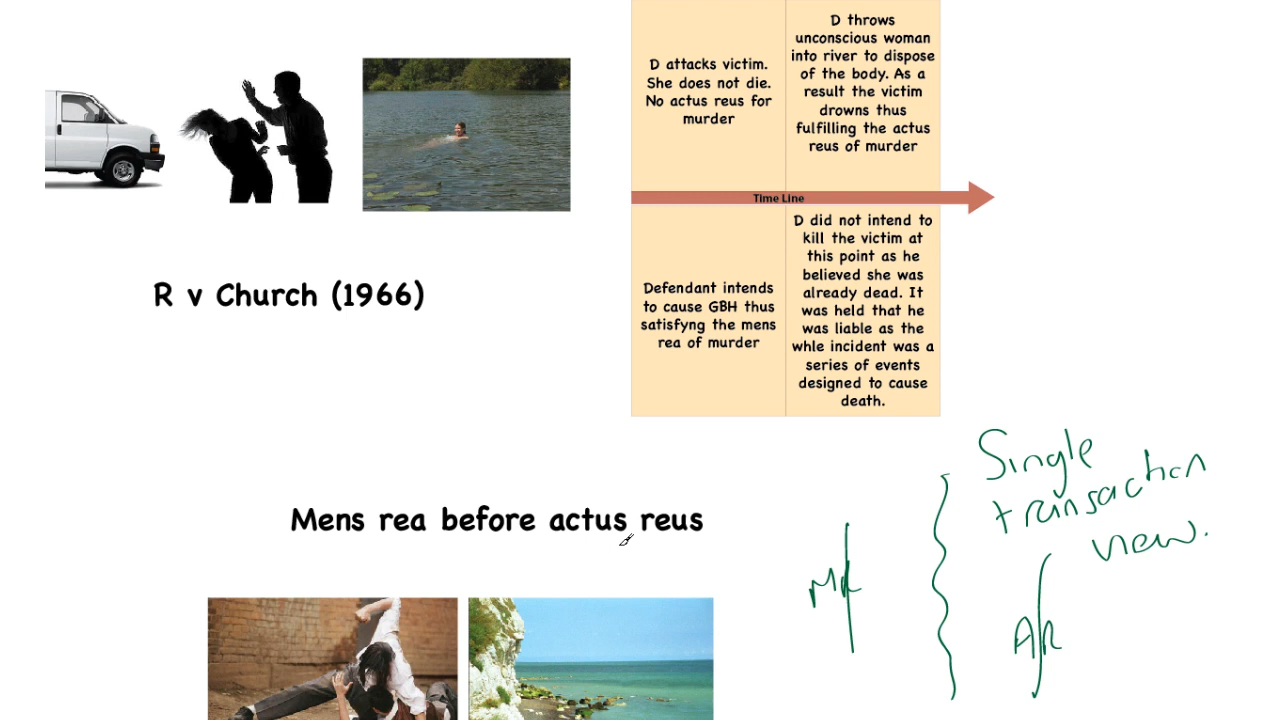 D attacks victim.
She does not die.
No actus reus for
murder
D throws
unconscious woman
into river to dispose
of the body. As a
result the victim
drowns thus
fulfilling the actus
reus of murder
Time Line
R v Church (1966)
Defendant intends
to cause GBH thus
satisfyng the mens
rea of murder
D did not intend to
kill the victim at
this point as he
believed she was
already dead. It
was held that he
was liable as the
whle incident was a
series of events
designed to cause
death.
Single
transaction
view.
Mens rea before actus reus
MR
AR